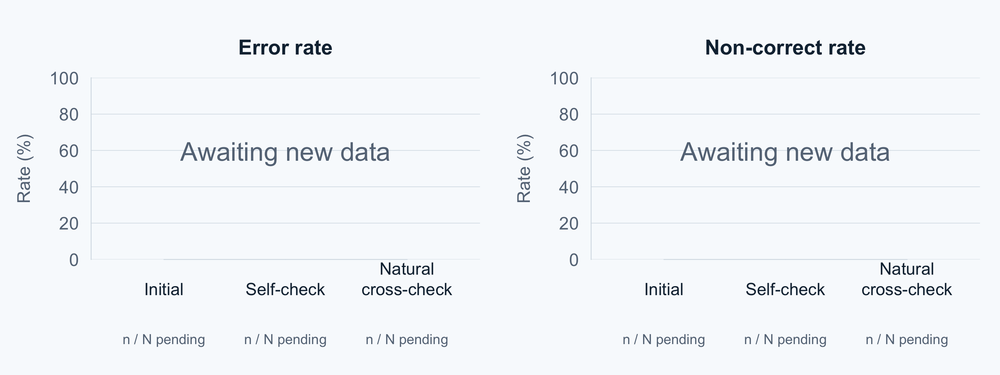 Error rate
100
80
60
40
20
0
Rate (%)
Awaiting new data
Initial
Self-check
Natural
cross-check
n / N pending
n / N pending
n / N pending
Non-correct rate
100
80
60
40
20
0
Rate (%)
Awaiting new data
Initial
Self-check
Natural
cross-check
n / N pending
n / N pending
n / N pending